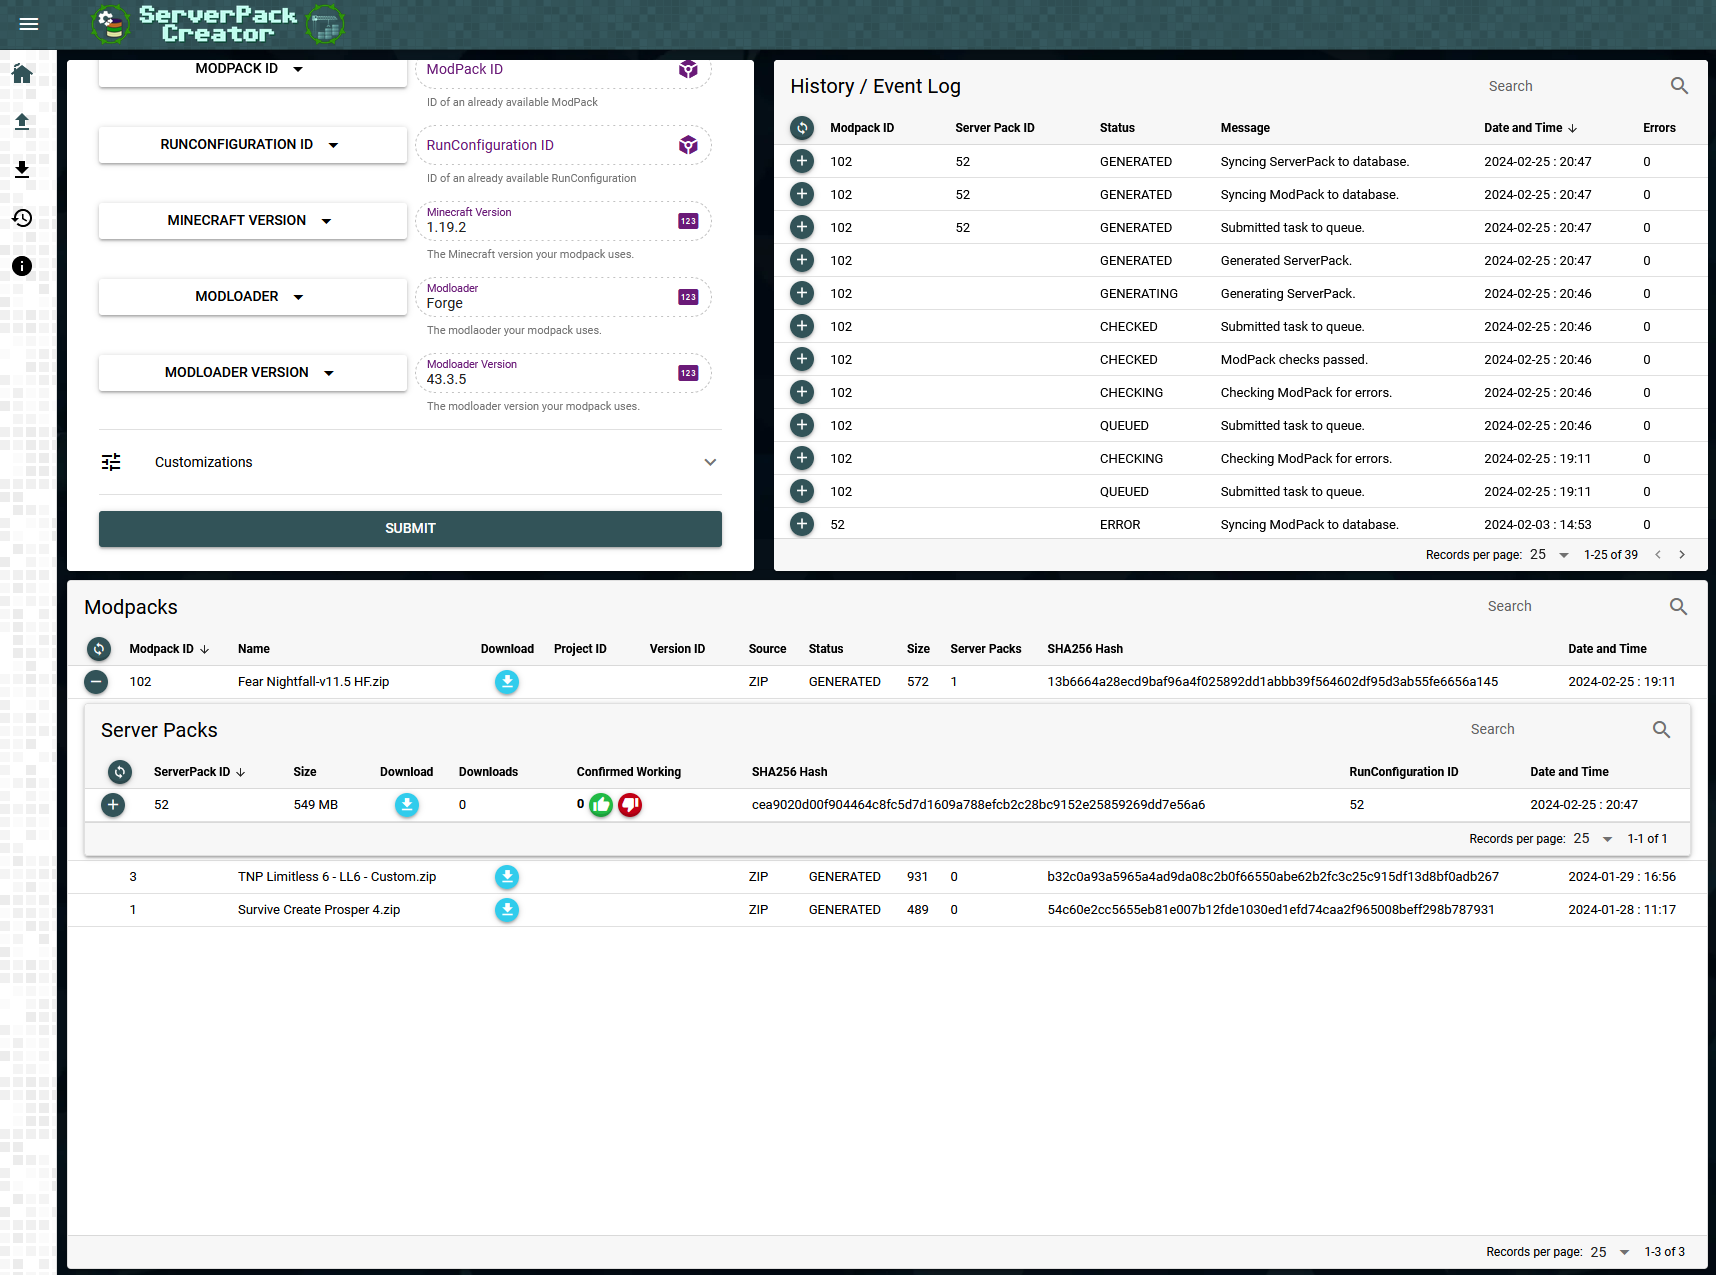 ServerPack
Creator
MODPACK ID
ModPack ID
ID of an already available ModPack
RUNCONFIGURATION ID
RunConfiguration ID
ID of an already available RunConfiguration
MINECRAFT VERSION
Minecraft Version
1.19.2
123
The Minecraft version your modpack uses.
MODLOADER
Modloader
Forge
123
The modlaoder your modpack uses.
MODLOADER VERSION
Modloader Version
43.3.5
123
The modloader version your modpack uses.
Customizations
SUBMIT
History / Event Log
Search
Modpack ID Server Pack ID Status Message Date and Time Errors
102 52 GENERATED Syncing ServerPack to database. 2024-02-25 : 20:47 0
102 52 GENERATED Syncing ModPack to database. 2024-02-25 : 20:47 0
102 52 GENERATED Submitted task to queue. 2024-02-25 : 20:47 0
102 GENERATED Generated ServerPack. 2024-02-25 : 20:47 0
102 GENERATING Generating ServerPack. 2024-02-25 : 20:46 0
102 CHECKED Submitted task to queue. 2024-02-25 : 20:46 0
102 CHECKED ModPack checks passed. 2024-02-25 : 20:46 0
102 CHECKING Checking ModPack for errors. 2024-02-25 : 20:46 0
102 QUEUED Submitted task to queue. 2024-02-25 : 20:46 0
102 CHECKING Checking ModPack for errors. 2024-02-25 : 19:11 0
102 QUEUED Submitted task to queue. 2024-02-25 : 19:11 0
52 ERROR Syncing ModPack to database. 2024-02-03 : 14:53 0
Records per page: 25 1-25 of 39
Modpacks
Search
Modpack ID Name Download Project ID Version ID Source Status Size Server Packs SHA256 Hash Date and Time
102 Fear Nightfall-v11.5 HF.zip ZIP GENERATED 572 1 13b6664a28ecd9baf96a4f025892dd1abbb39f564602df95d3ab55fe6656a145 2024-02-25 : 19:11
Server Packs
Search
ServerPack ID Size Download Downloads Confirmed Working SHA256 Hash RunConfiguration ID Date and Time
52 549 MB 0 0 cea9020d00f904464c8fc5d7d1609a788efcb2c28bc9152e25859269dd7e56a6 52 2024-02-25 : 20:47
Records per page: 25 1-1 of 1
3 TNP Limitless 6 - LL6 - Custom.zip ZIP GENERATED 931 0 b32c0a93a5965a4ad9da08c2b0f66550abe62b2fc3c25c915df13d8bf0adb267 2024-01-29 : 16:56
1 Survive Create Prosper 4.zip ZIP GENERATED 489 0 54c60e2cc5655eb81e007b12fde1030ed1efd74caa2f965008beff298b787931 2024-01-28 : 11:17
Records per page: 25 1-3 of 3